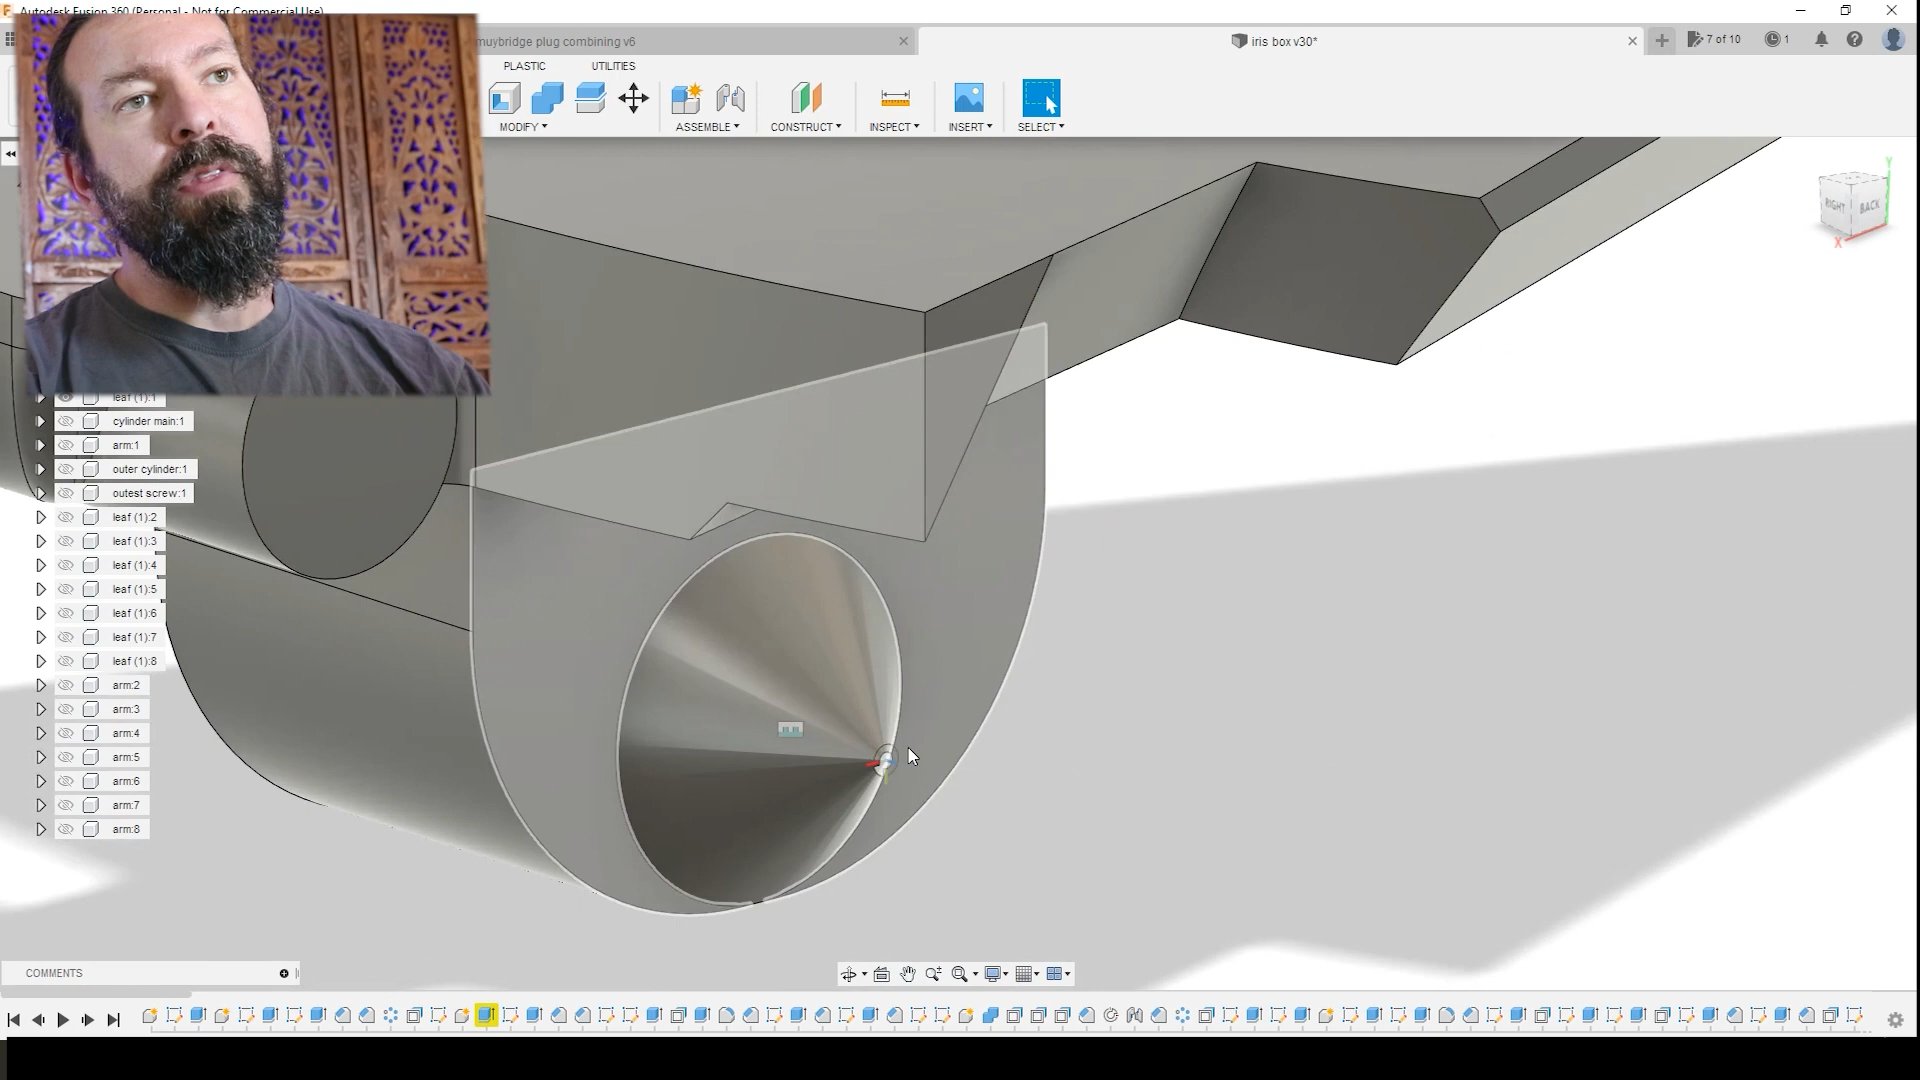 Autodesk Fusion 360 (Personal - Not for Commercial Use)
muybridge plug combining v6
iris box v30*
7 of 10
1
PLASTIC
UTILITIES
MODIFY
ASSEMBLE
CONSTRUCT
INSPECT
INSERT
SELECT
Y
RIGHT
BACK
X
leaf (1):1
cylinder main:1
arm:1
outer cylinder:1
outest screw:1
leaf (1):2
leaf (1):3
leaf (1):4
leaf (1):5
leaf (1):6
leaf (1):7
leaf (1):8
arm:2
arm:3
arm:4
arm:5
arm:6
arm:7
arm:8
COMMENTS